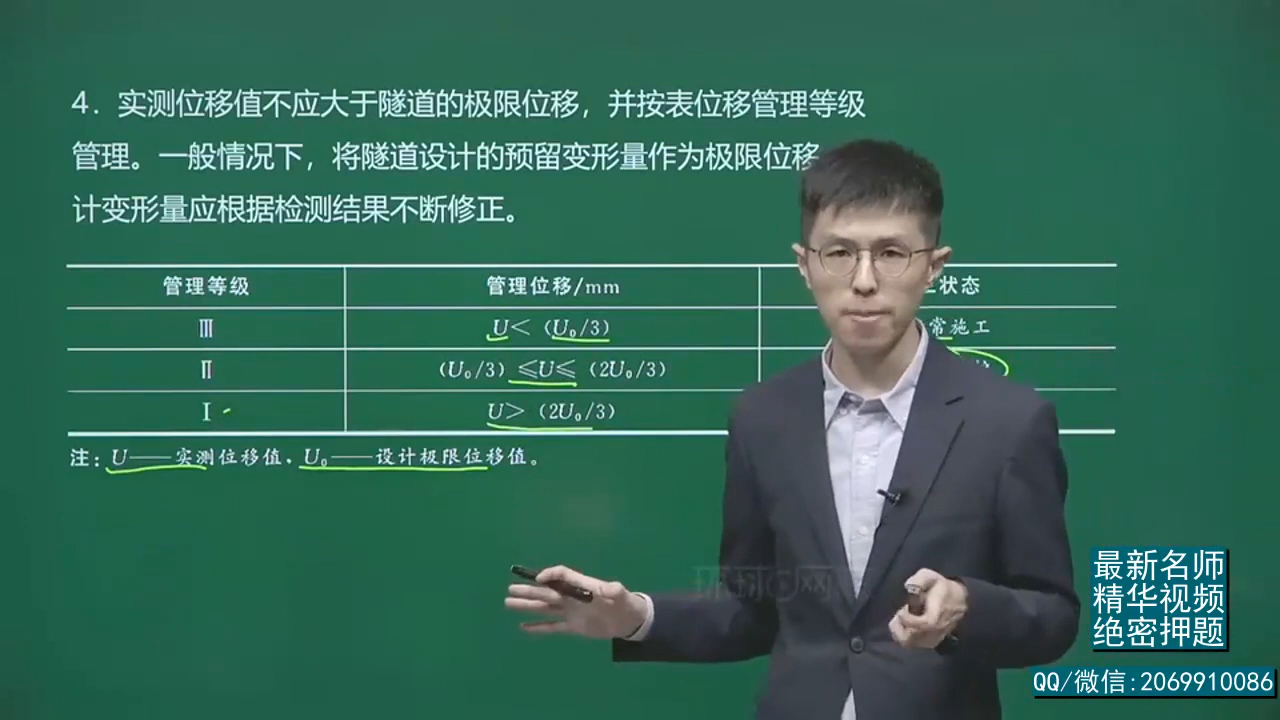 4．实测位移值不应大于隧道的极限位移，并按表位移管理等级
管理。一般情况下，将隧道设计的预留变形量作为极限位移
计变形量应根据检测结果不断修正。
管理等级 管理位移/mm 状态
Ⅲ U＜（U₀/3） 常施工
Ⅱ （U₀/3）≤U≤（2U₀/3）
Ⅰ U＞（2U₀/3）
注：U——实测位移值，U₀——设计极限位移值。
环球网
最新名师
精华视频
绝密押题
QQ/微信:2069910086